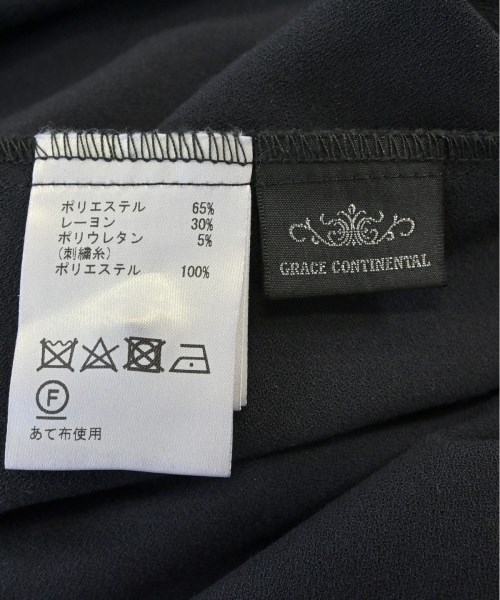 ポリエステル 65%
レーヨン 30%
ポリウレタン 5%
(刺繍糸)
ポリエステル 100%
F
あて布使用
GRACE CONTINENTAL